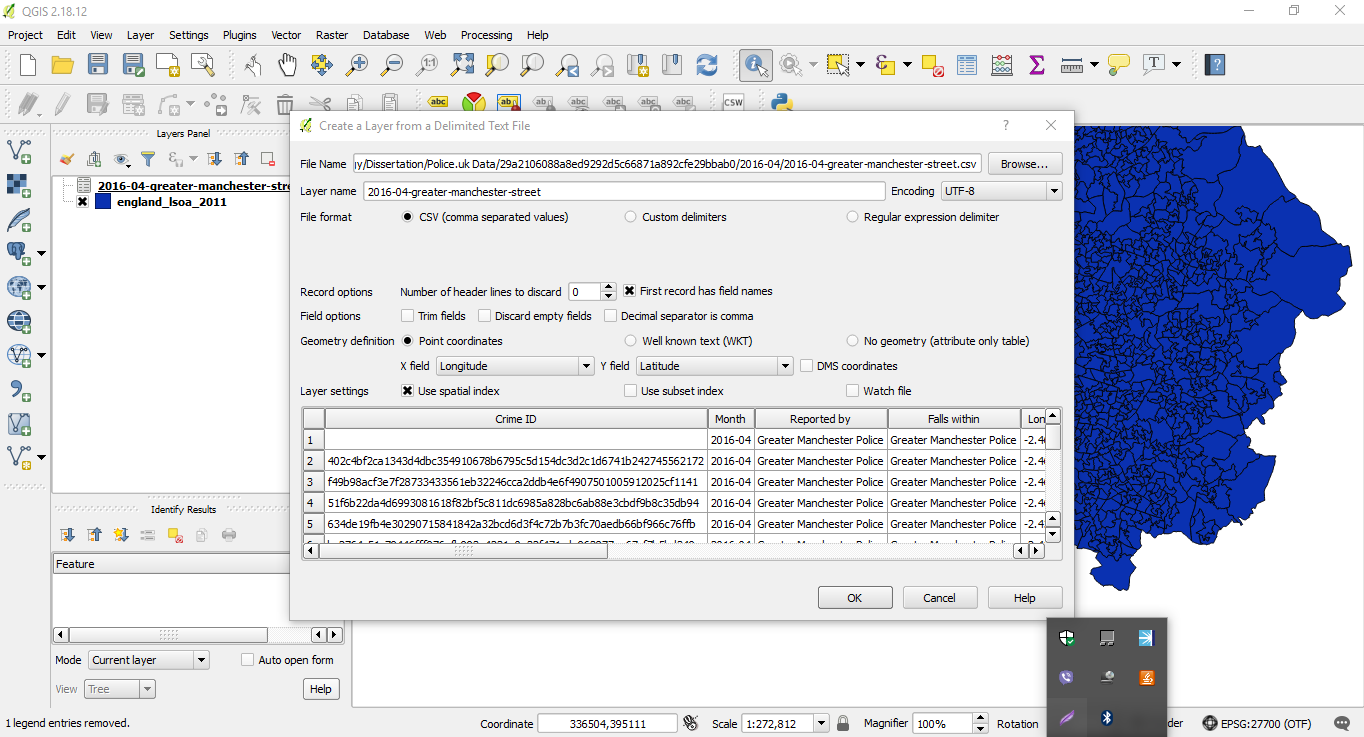 QGIS 2.18.12
Project Edit View Layer Settings Plugins Vector Raster Database Web Processing Help
Layers Panel
Create a Layer from a Delimited Text File
File Name ıy/Dissertation/Police.uk Data/29a2106088a8ed9292d5c66871a892cfe29bbab0/2016-04/2016-04-greater-manchester-street.csv Browse...
2016-04-greater-manchester-stre
england_lsoa_2011
Layer name 2016-04-greater-manchester-street Encoding UTF-8
File format CSV (comma separated values) Custom delimiters Regular expression delimiter
Record options Number of header lines to discard 0 First record has field names
Field options Trim fields Discard empty fields Decimal separator is comma
Geometry definition Point coordinates Well known text (WKT) No geometry (attribute only table)
X field Longitude Y field Latitude DMS coordinates
Layer settings Use spatial index Use subset index Watch file
Crime ID Month Reported by Falls within Lon
1 2016-04 Greater Manchester Police Greater Manchester Police -2.46
2 402c4bf2ca1343d4dbc354910678b6795c5d154dc3d2c1d6741b242745562172 2016-04 Greater Manchester Police Greater Manchester Police -2.46
3 f49b98acf3e7f28733433561eb32246cca2ddb4e6f4907501005912025cf1141 2016-04 Greater Manchester Police Greater Manchester Police -2.46
4 51f6b22da4d6993081618f82bf5c811dc6985a828bc6ab88e3cbdf9b8c35db94 2016-04 Greater Manchester Police Greater Manchester Police -2.46
5 634de19fb4e30290715841842a32bcd6d3f4c72b7b3fc70aedb66bf966c76ffb 2016-04 Greater Manchester Police Greater Manchester Police -2.4
OK Cancel Help
Identify Results
Feature
Mode Current layer Auto open form
View Tree Help
1 legend entries removed. Coordinate 336504,395111 Scale 1:272,812 Magnifier 100% Rotation der EPSG:27700 (OTF)